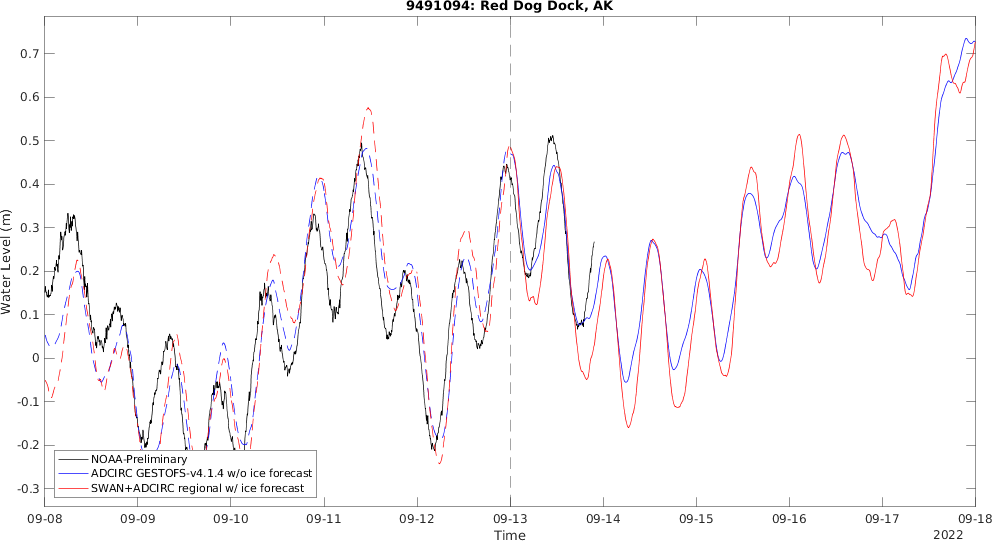 9491094: Red Dog Dock, AK
Water Level (m)
0.7
0.6
0.5
0.4
0.3
0.2
0.1
0
-0.1
-0.2
-0.3
NOAA-Preliminary
ADCIRC GESTOFS-v4.1.4 w/o ice forecast
SWAN+ADCIRC regional w/ ice forecast
09-08 09-09 09-10 09-11 09-12 09-13 09-14 09-15 09-16 09-17 09-18
Time
2022